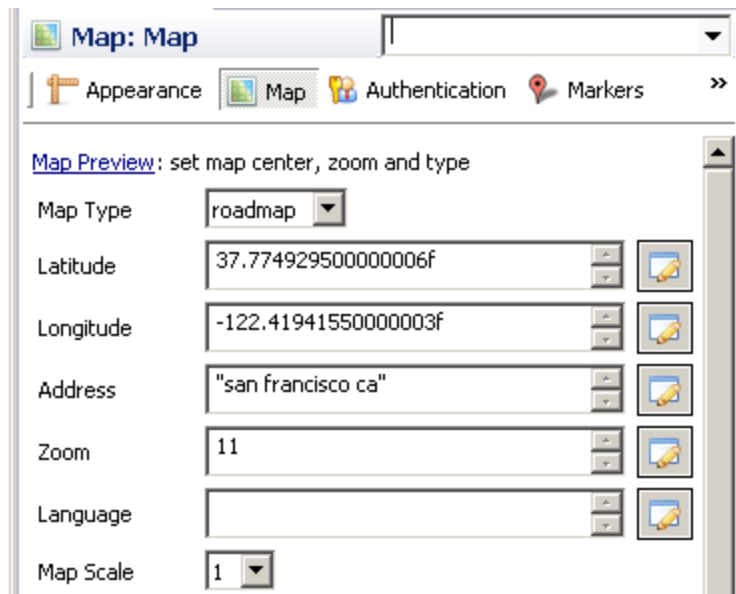 Map: Map
Appearance Map Authentication Markers »
Map Preview: set map center, zoom and type
Map Type roadmap
Latitude 37.774929500000006f
Longitude -122.41941550000003f
Address "san francisco ca"
Zoom 11
Language
Map Scale 1